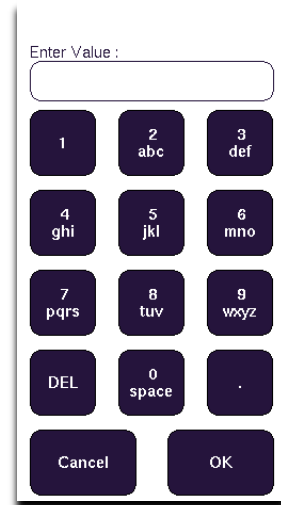 Enter Value :
1 2 3
abc def
4 5 6
ghi jkl mno
7 8 9
pqrs tuv wxyz
DEL 0 .
space
Cancel OK